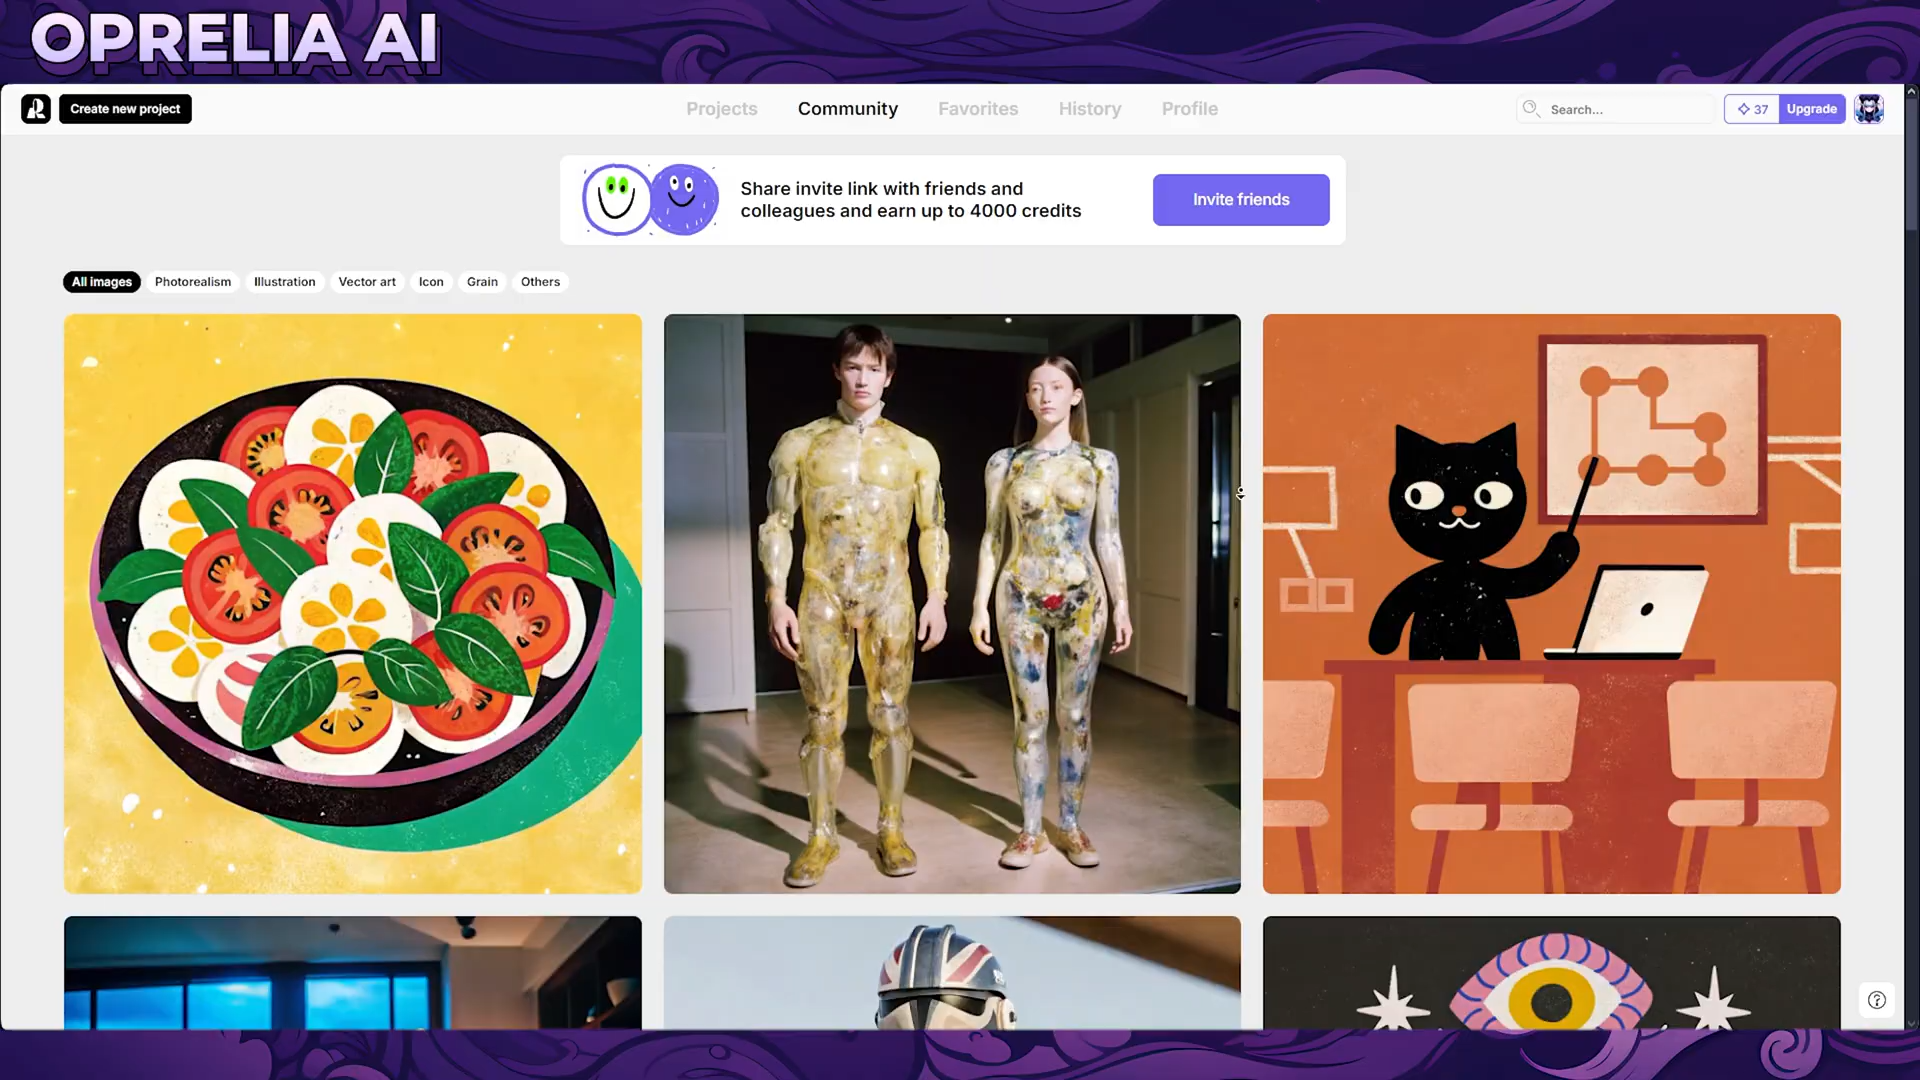 OPRELIA AI
Create new project
Projects
Community
Favorites
History
Profile
Search...
37
Upgrade
Share invite link with friends and
colleagues and earn up to 4000 credits
Invite friends
All images
Photorealism
Illustration
Vector art
Icon
Grain
Others